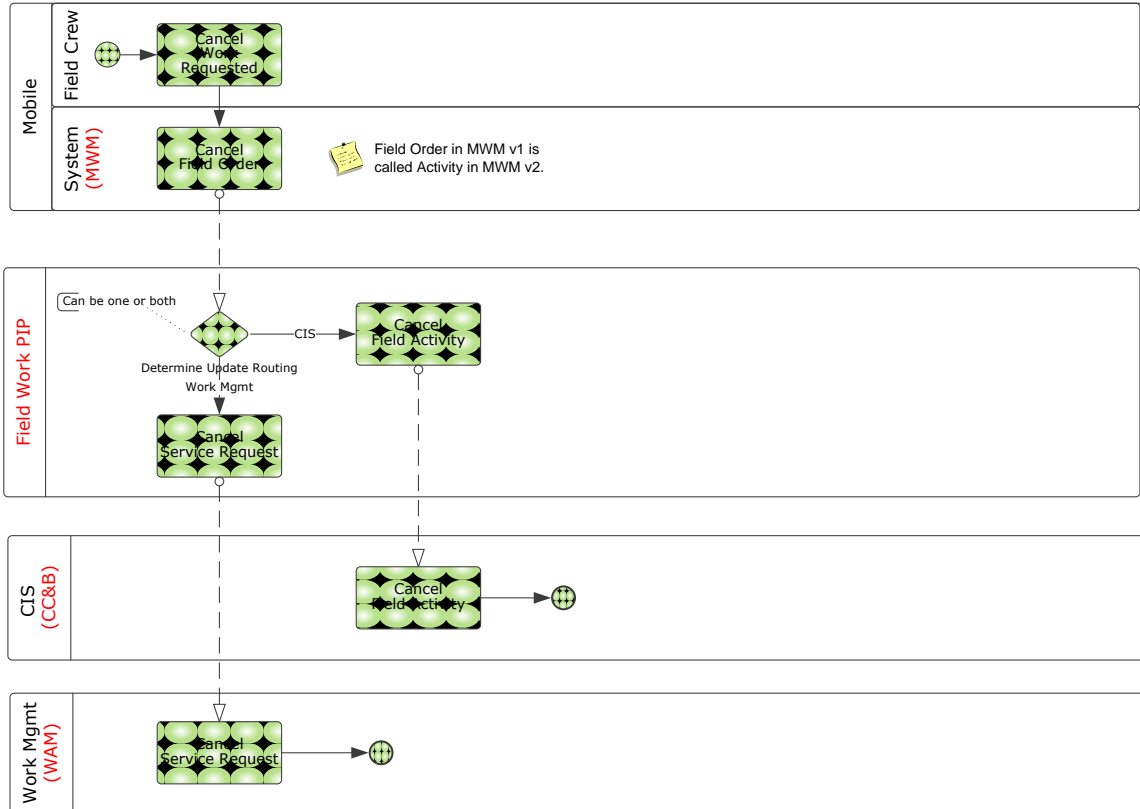 Mobile
Field Crew
Cancel
Work
Requested
System
(MWM)
Cancel
Field Order
Field Order in MWM v1 is
called Activity in MWM v2.
Field Work PIP
Can be one or both
CIS
Cancel
Field Activity
Determine Update Routing
Work Mgmt
Cancel
Service Request
CIS
(CC&B)
Cancel
Field Activity
Work Mgmt
(WAM)
Cancel
Service Request